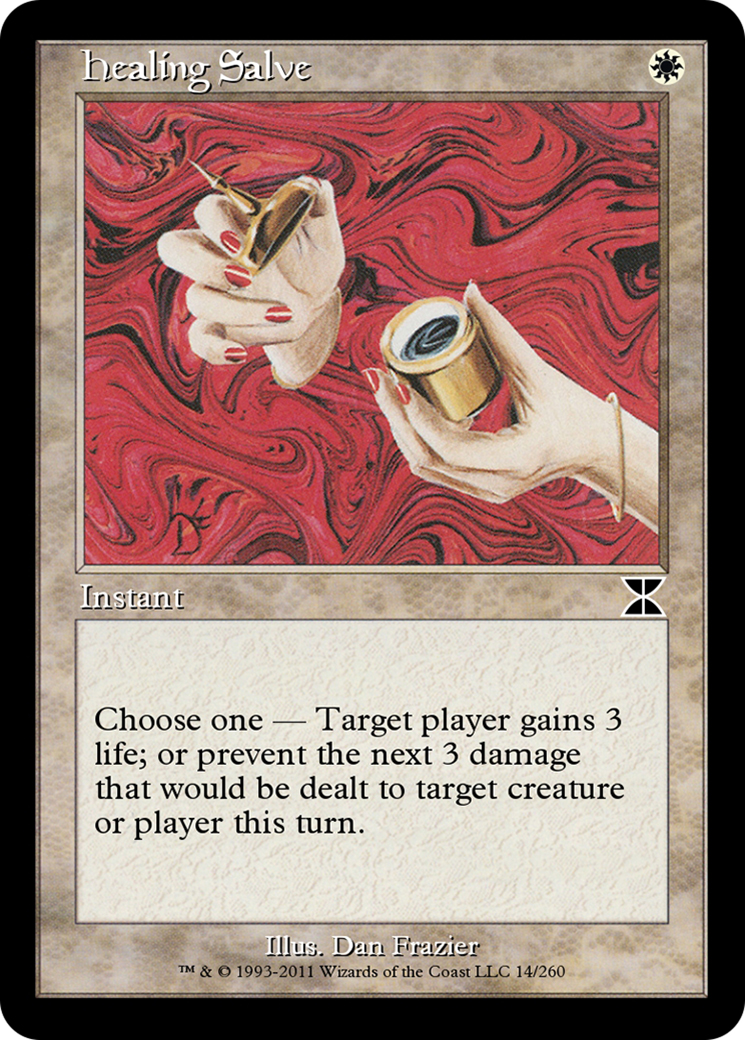 Healing Salve
Instant
Choose one — Target player gains 3
life; or prevent the next 3 damage
that would be dealt to target creature
or player this turn.
Illus. Dan Frazier
™ & © 1993-2011 Wizards of the Coast LLC 14/260